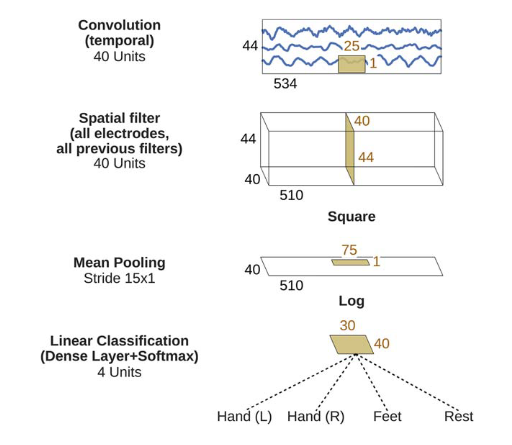 Convolution
(temporal)
40 Units
44
25
1
534
Spatial filter
(all electrodes,
all previous filters)
40 Units
44
40
40
44
510
Square
Mean Pooling
Stride 15x1
40
75
1
510
Log
Linear Classification
(Dense Layer+Softmax)
4 Units
30
40
Hand (L) Hand (R) Feet Rest